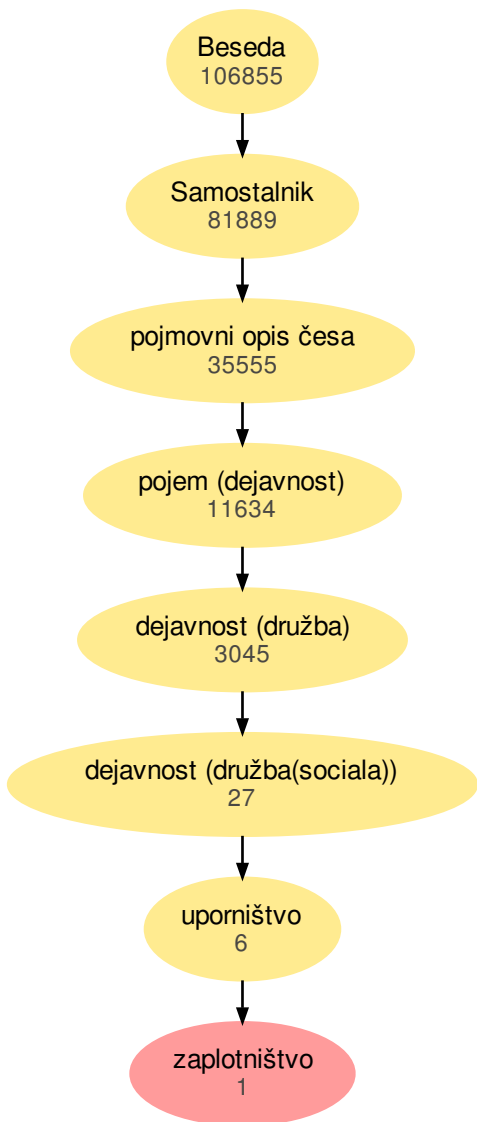 Beseda
106855
Samostalnik
81889
pojmovni opis česa
35555
pojem (dejavnost)
11634
dejavnost (družba)
3045
dejavnost (družba(sociala))
27
uporništvo
6
zaplotništvo
1